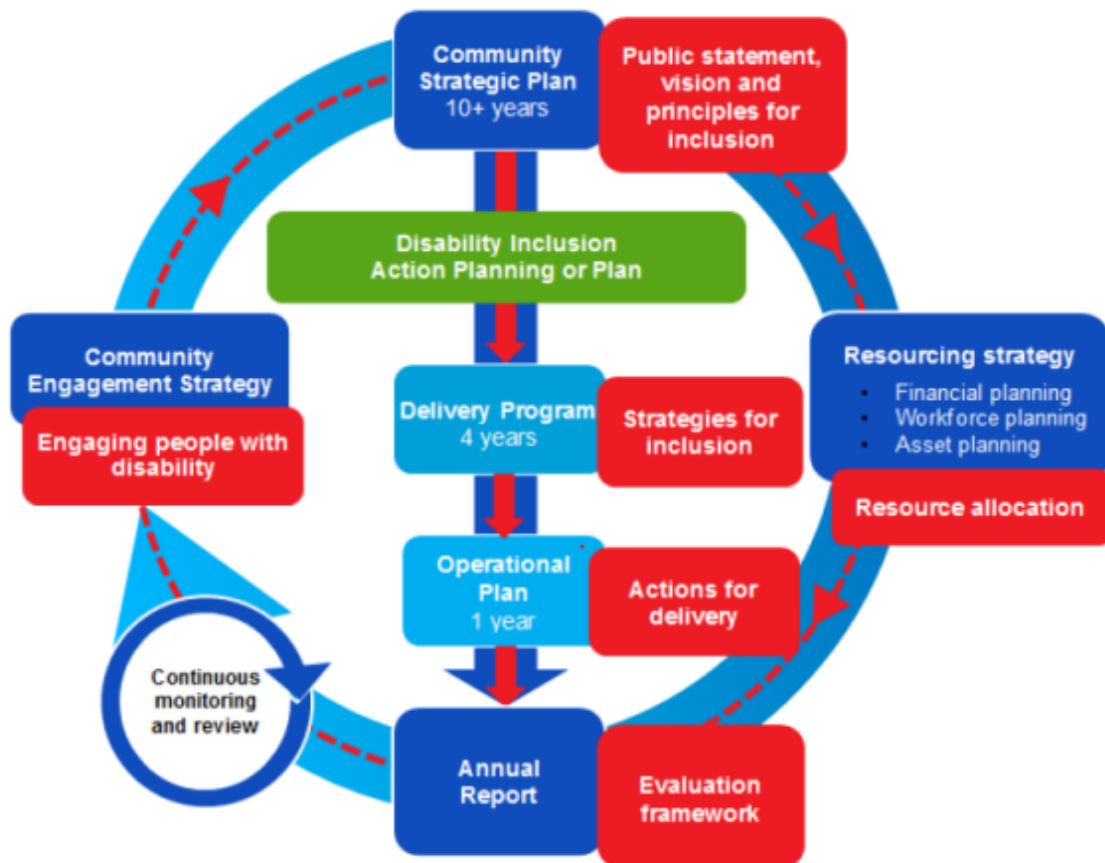 Community
Strategic Plan
10+ years
Public statement,
vision and
principles for
inclusion
Disability Inclusion
Action Planning or Plan
Community
Engagement Strategy
Engaging people with
disability
Delivery Program
4 years
Strategies for
inclusion
Resourcing strategy
▪ Financial planning
▪ Workforce planning
▪ Asset planning
Resource allocation
Operational
Plan
1 year
Actions for
delivery
Continuous
monitoring
and review
Annual
Report
Evaluation
framework